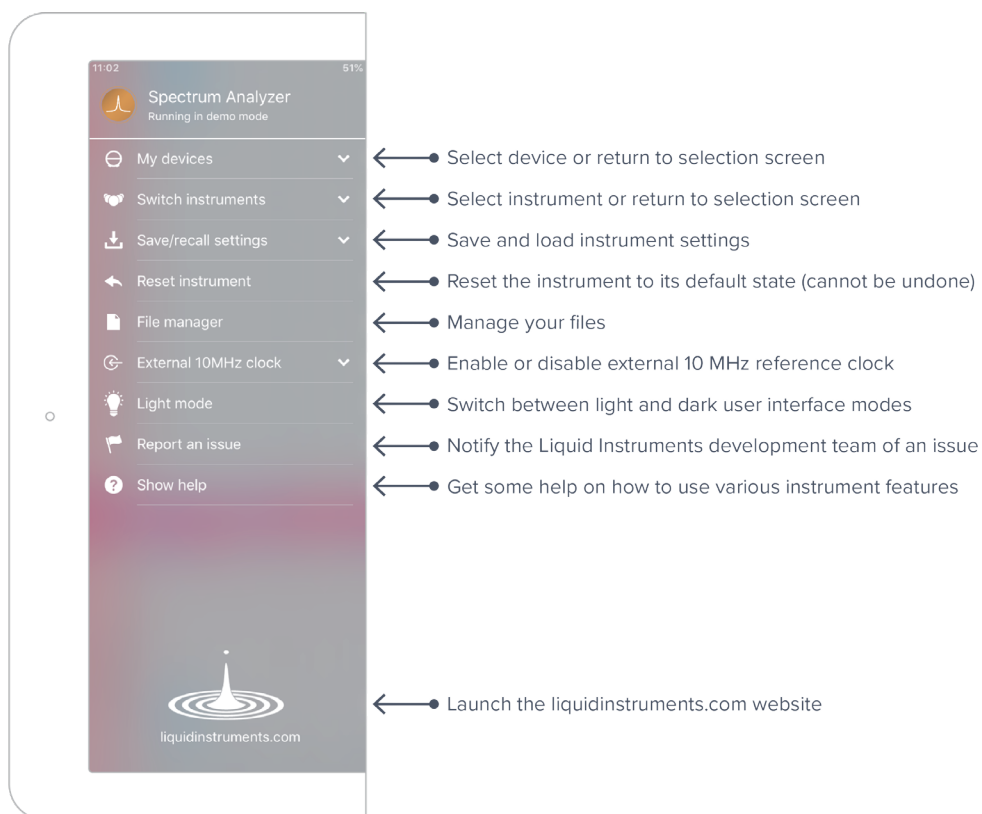 11:02 51%
Spectrum Analyzer
Running in demo mode
My devices Select device or return to selection screen
Switch instruments Select instrument or return to selection screen
Save/recall settings Save and load instrument settings
Reset instrument Reset the instrument to its default state (cannot be undone)
File manager Manage your files
External 10MHz clock Enable or disable external 10 MHz reference clock
Light mode Switch between light and dark user interface modes
Report an issue Notify the Liquid Instruments development team of an issue
? Show help Get some help on how to use various instrument features
Launch the liquidinstruments.com website
liquidinstruments.com